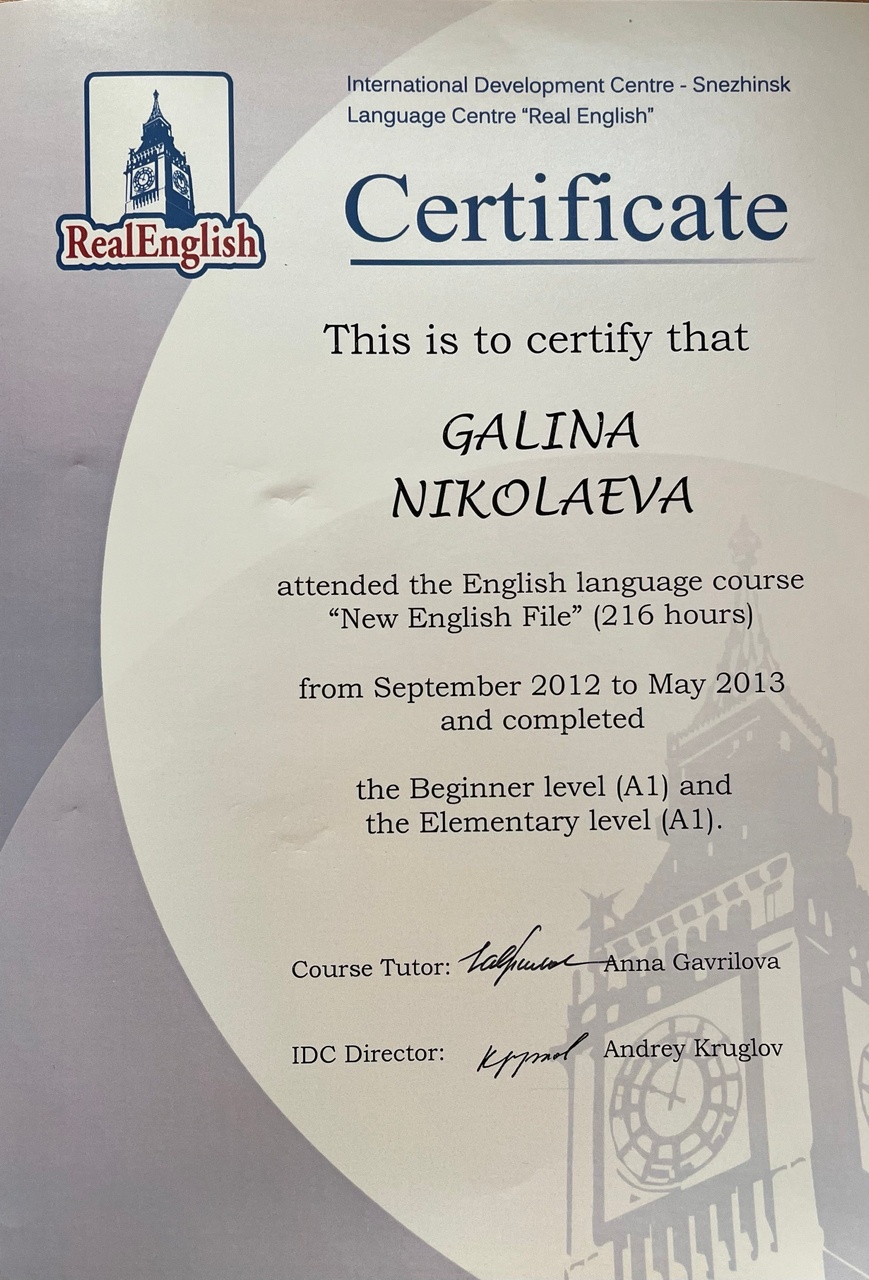 International Development Centre - Snezhinsk
Language Centre “Real English”
RealEnglish
Certificate
This is to certify that
GALINA
NIKOLAEVA
attended the English language course
“New English File” (216 hours)
from September 2012 to May 2013
and completed
the Beginner level (A1) and
the Elementary level (A1).
Course Tutor: Anna Gavrilova
IDC Director: Andrey Kruglov